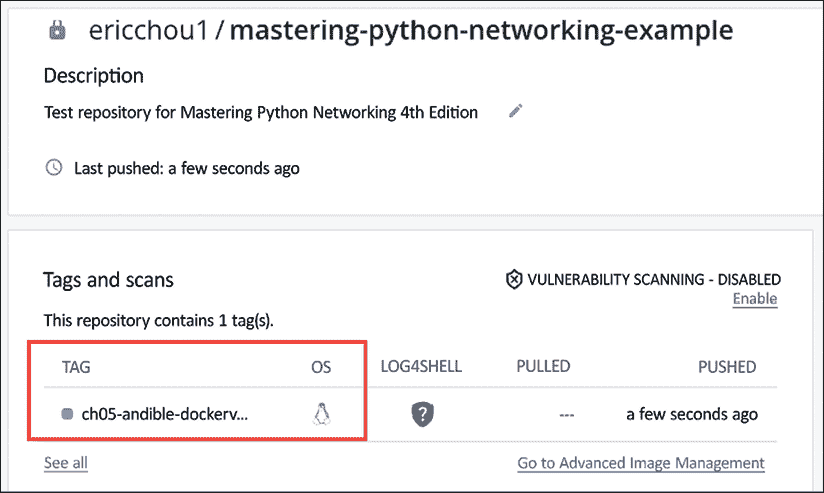 ericchou1 / mastering-python-networking-example
Description
Test repository for Mastering Python Networking 4th Edition
Last pushed: a few seconds ago
Tags and scans
VULNERABILITY SCANNING - DISABLED
Enable
This repository contains 1 tag(s).
TAG OS LOG4SHELL PULLED PUSHED
ch05-andible-dockerv... ? --- a few seconds ago
See all Go to Advanced Image Management